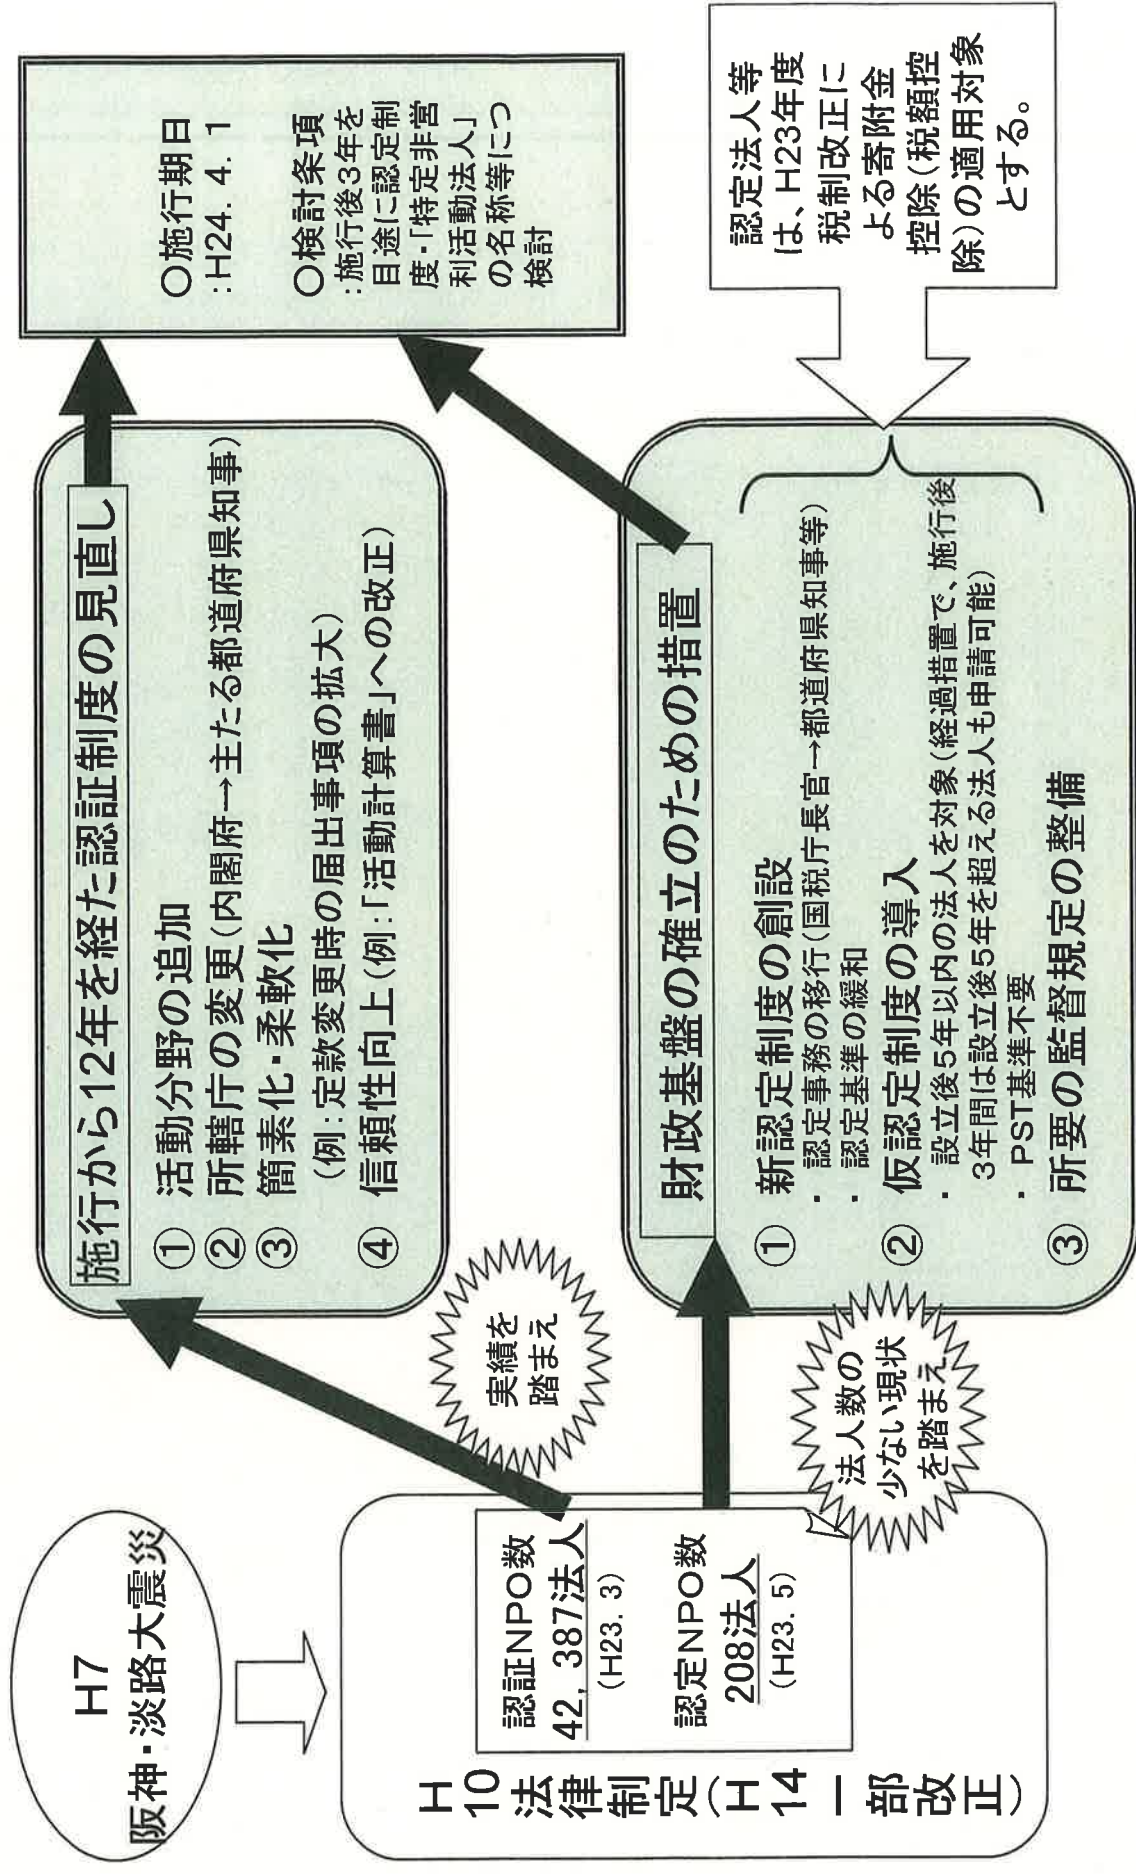 H7
阪神・淡路大震災
H10法律制定(H14一部改正)
認証NPO数
42,387法人
(H23.3)
認定NPO数
208法人
(H23.5)
実績を
踏まえ
法人数の
少ない現状
を踏まえ
施行から12年を経た認証制度の見直し
① 活動分野の追加
② 所轄庁の変更(内閣府→主たる都道府県知事)
③ 簡素化・柔軟化
(例:定款変更時の届出事項の拡大)
④ 信頼性向上(例:「活動計算書」への改正)
財政基盤の確立のための措置
① 新認定制度の創設
・ 認定事務の移行(国税庁長官→都道府県知事等)
・ 認定基準の緩和
② 仮認定制度の導入
・ 設立後5年以内の法人を対象(経過措置で、施行後
3年間は設立後5年を超える法人も申請可能)
・ PST基準不要
③ 所要の監督規定の整備
〇施行期日
:H24.4.1
〇検討条項
:施行後3年を
目途に認定制
度・「特定非営
利活動法人」
の名称等につ
検討
認定法人等
は、H23年度
税制改正に
よる寄附金
控除(税額控
除)の適用対象
とする。